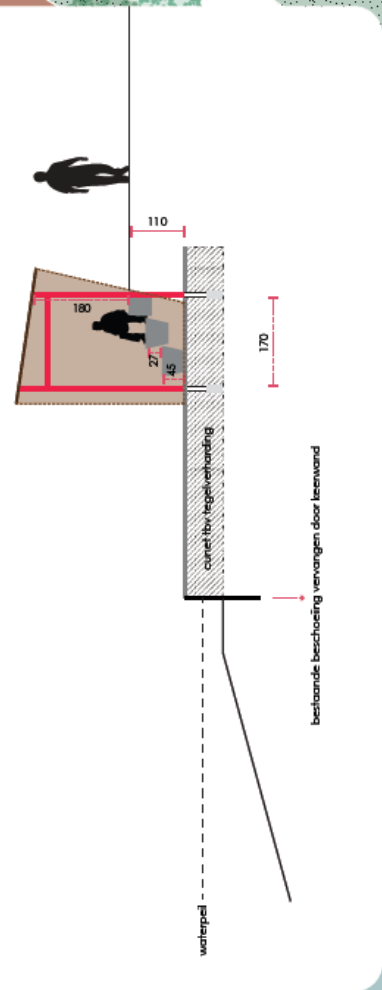 110
180
27
45
170
cunet tbv tegelverharding
bestaande beschoeiing vervangen door keerwand
waterpeil